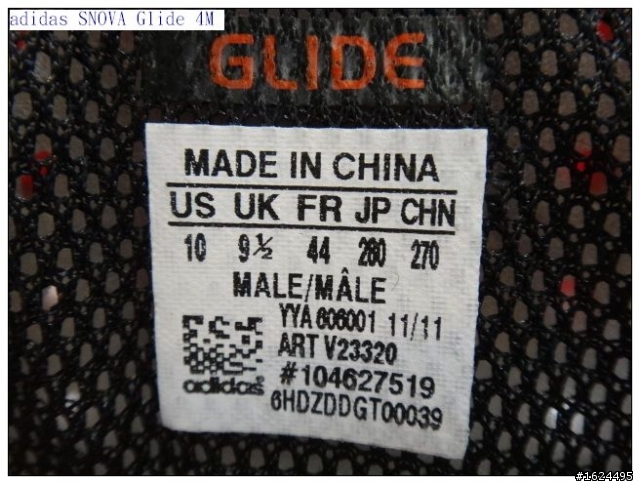 adidas SNOVA Glide 4M
GLIDE
MADE IN CHINA
US UK FR JP CHN
10 9½ 44 280 270
MALE/MÂLE
YYA 606001 11/11
ART V23320
#104627519
adidas
6HDZDDGT00039
#1624495